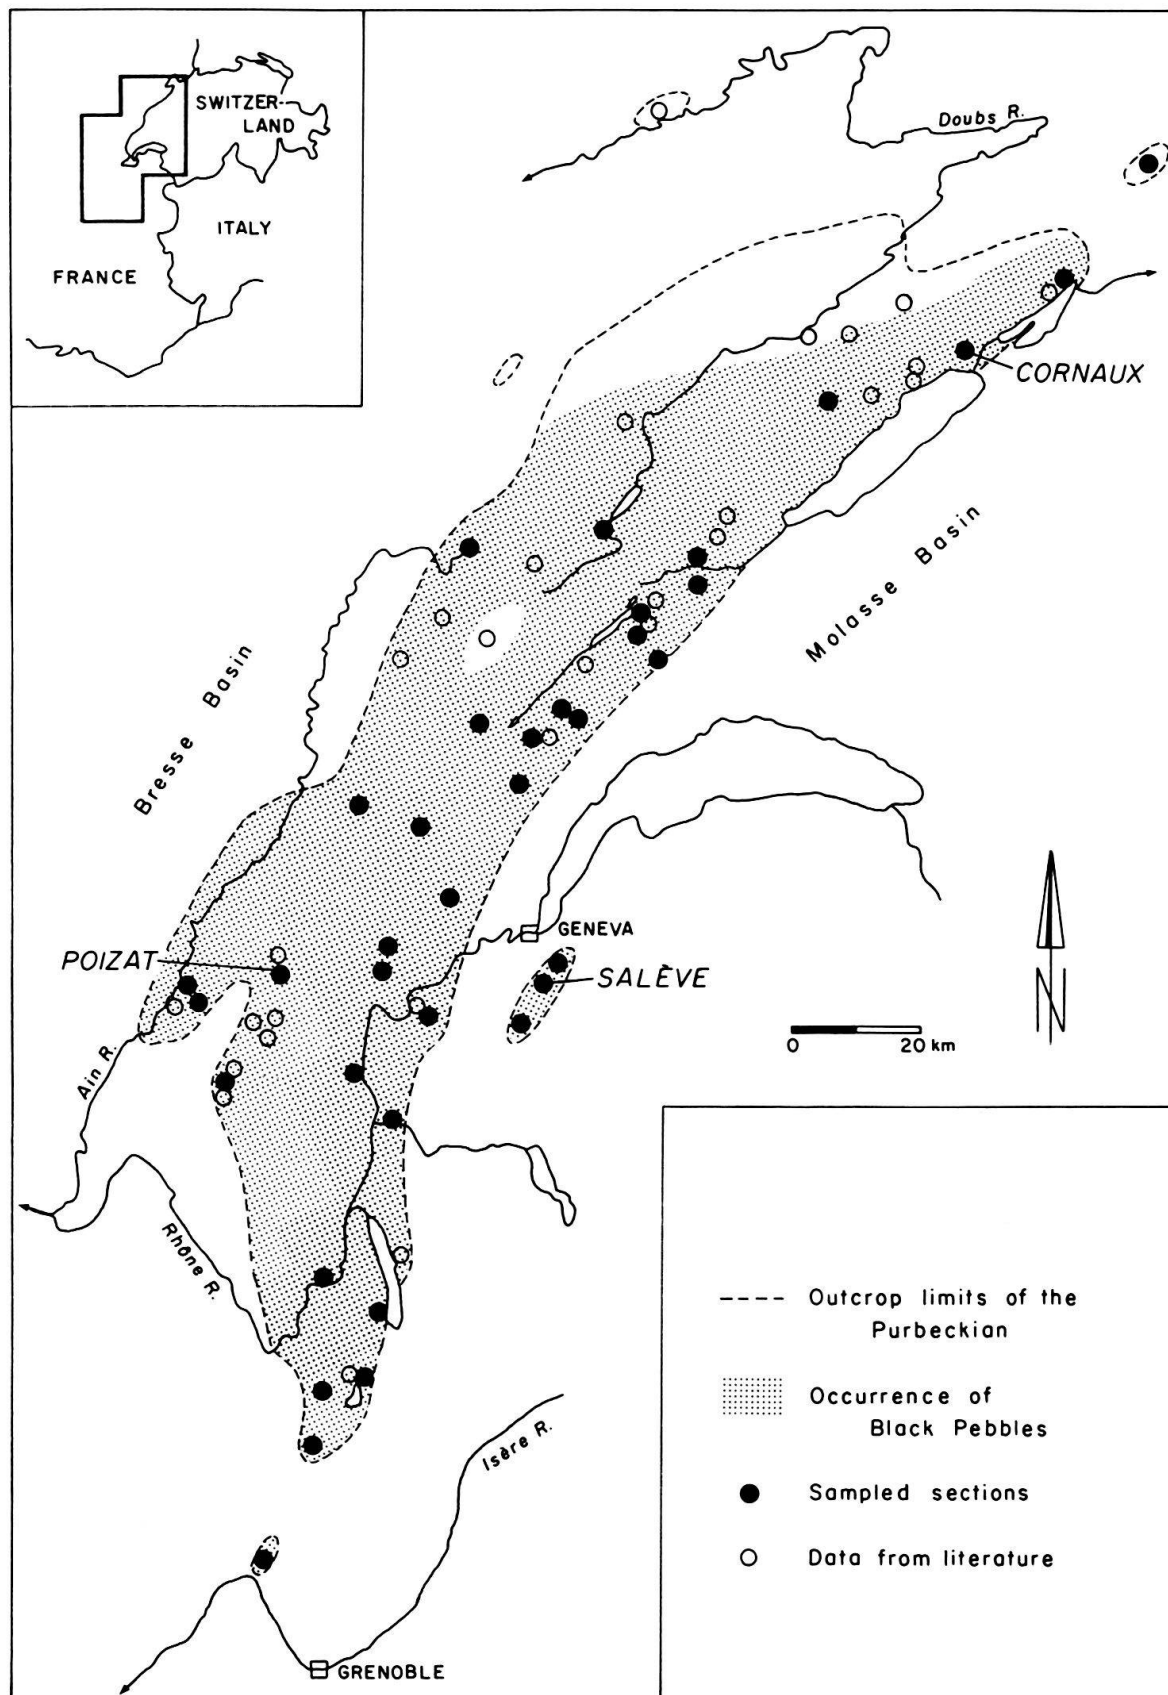 SWITZER-
LAND
ITALY
FRANCE
Doubs R.
CORNAUX
Molasse Basin
Bresse Basin
GENEVA
POIZAT
SALÈVE
0 20 km
N
Ain R.
Rhône R.
Isère R.
GRENOBLE
Outcrop limits of the
Purbeckian
Occurrence of
Black Pebbles
Sampled sections
Data from literature